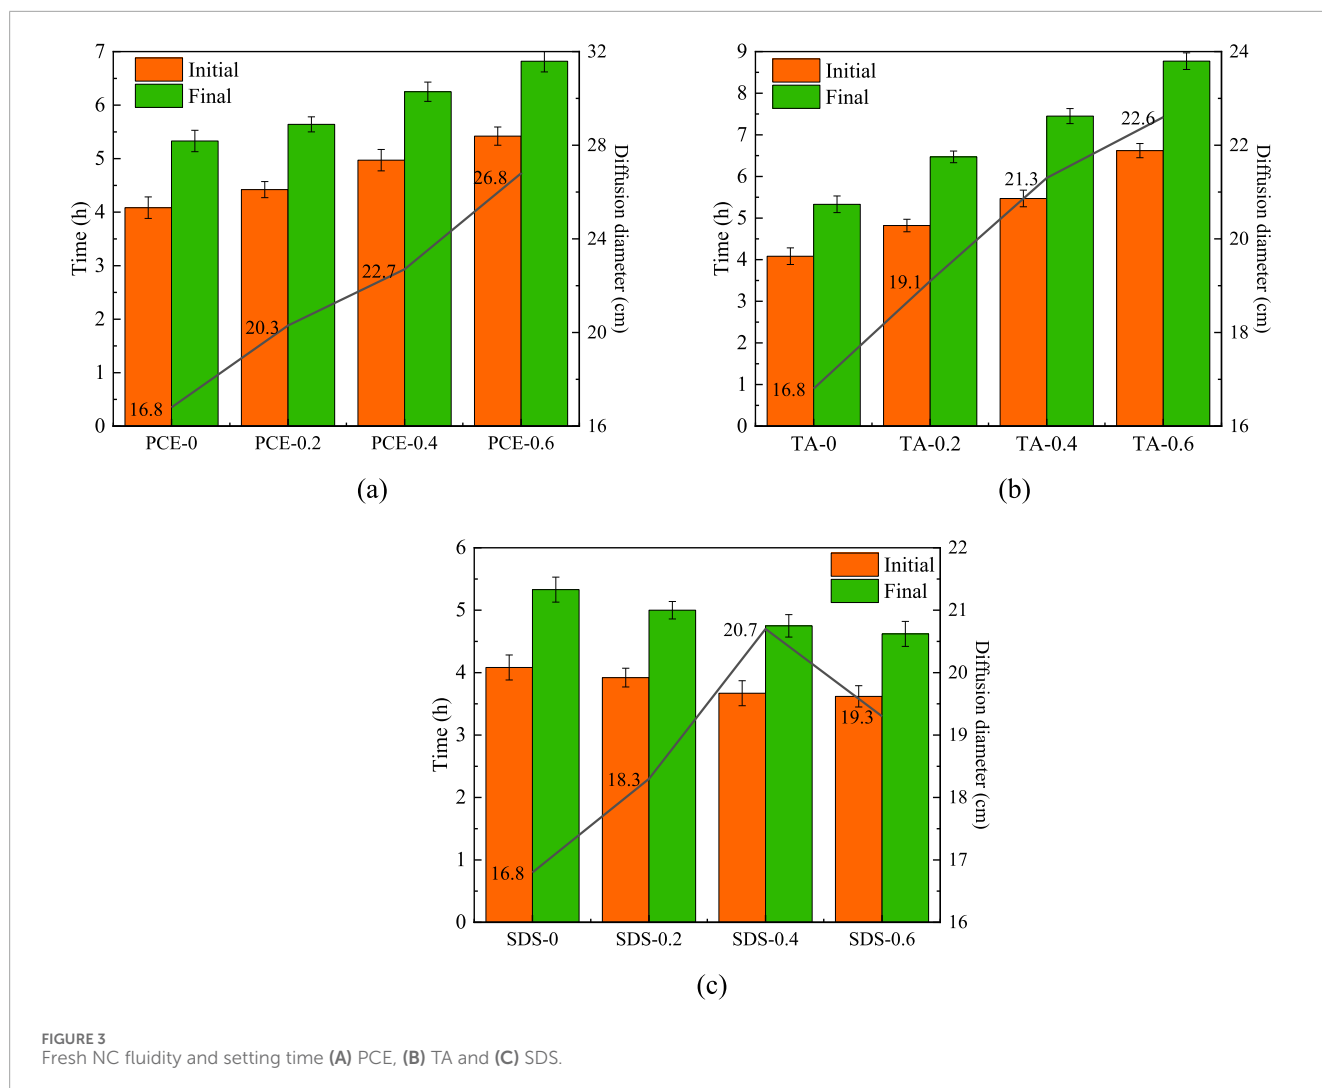 7
6
5
4
3
2
1
0
Time (h)
Initial
Final
16.8
20.3
22.7
26.8
32
28
24
20
16
Diffusion diameter (cm)
PCE-0
PCE-0.2
PCE-0.4
PCE-0.6
(a)
9
8
7
6
5
4
3
2
1
0
Time (h)
Initial
Final
16.8
19.1
21.3
22.6
24
22
20
18
16
Diffusion diameter (cm)
TA-0
TA-0.2
TA-0.4
TA-0.6
(b)
6
5
4
3
2
1
0
Time (h)
Initial
Final
16.8
18.3
20.7
19.3
22
21
20
19
18
17
16
Diffusion diameter (cm)
SDS-0
SDS-0.2
SDS-0.4
SDS-0.6
(c)
FIGURE 3
Fresh NC fluidity and setting time (A) PCE, (B) TA and (C) SDS.